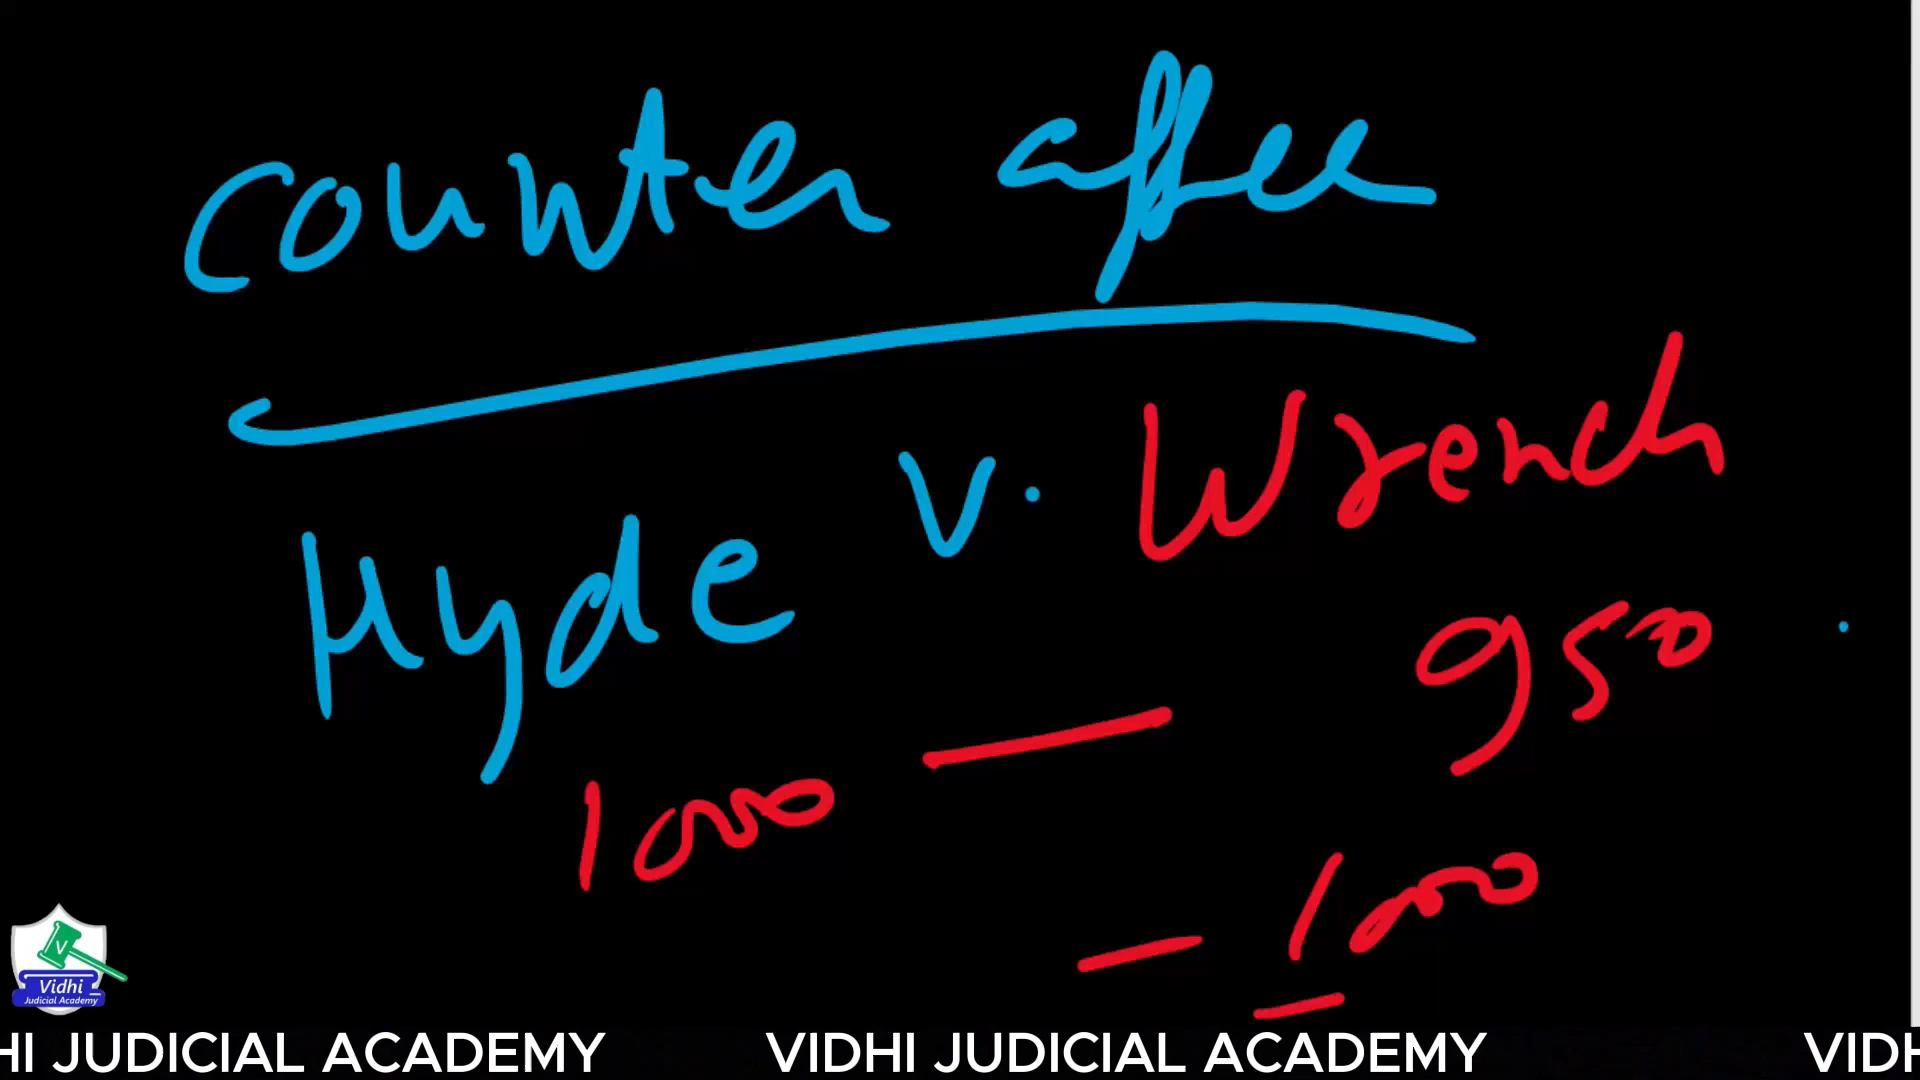 counter offer
Hyde v. Wrench
950
1000 —
— 1000
V
Vidhi
Judicial Academy
HI JUDICIAL ACADEMY VIDHI JUDICIAL ACADEMY VIDH